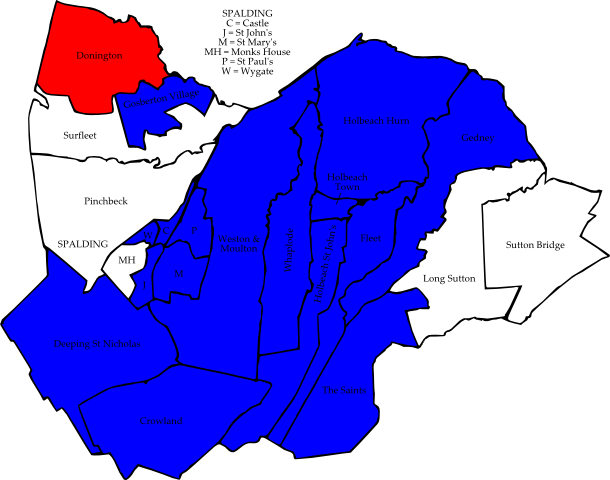 SPALDING
C = Castle
J = St John's
M = St Mary's
MH = Monks House
P = St Paul's
W = Wygate
Donington
Gosberton Village
Surfleet
Holbeach Hurn
Gedney
Holbeach
Town
Pinchbeck
SPALDING
MH
W
C
P
J
M
Weston &
Moulton
Whaplode
Holbeach St John's
Fleet
Sutton Bridge
Long Sutton
Deeping St Nicholas
The Saints
Crowland